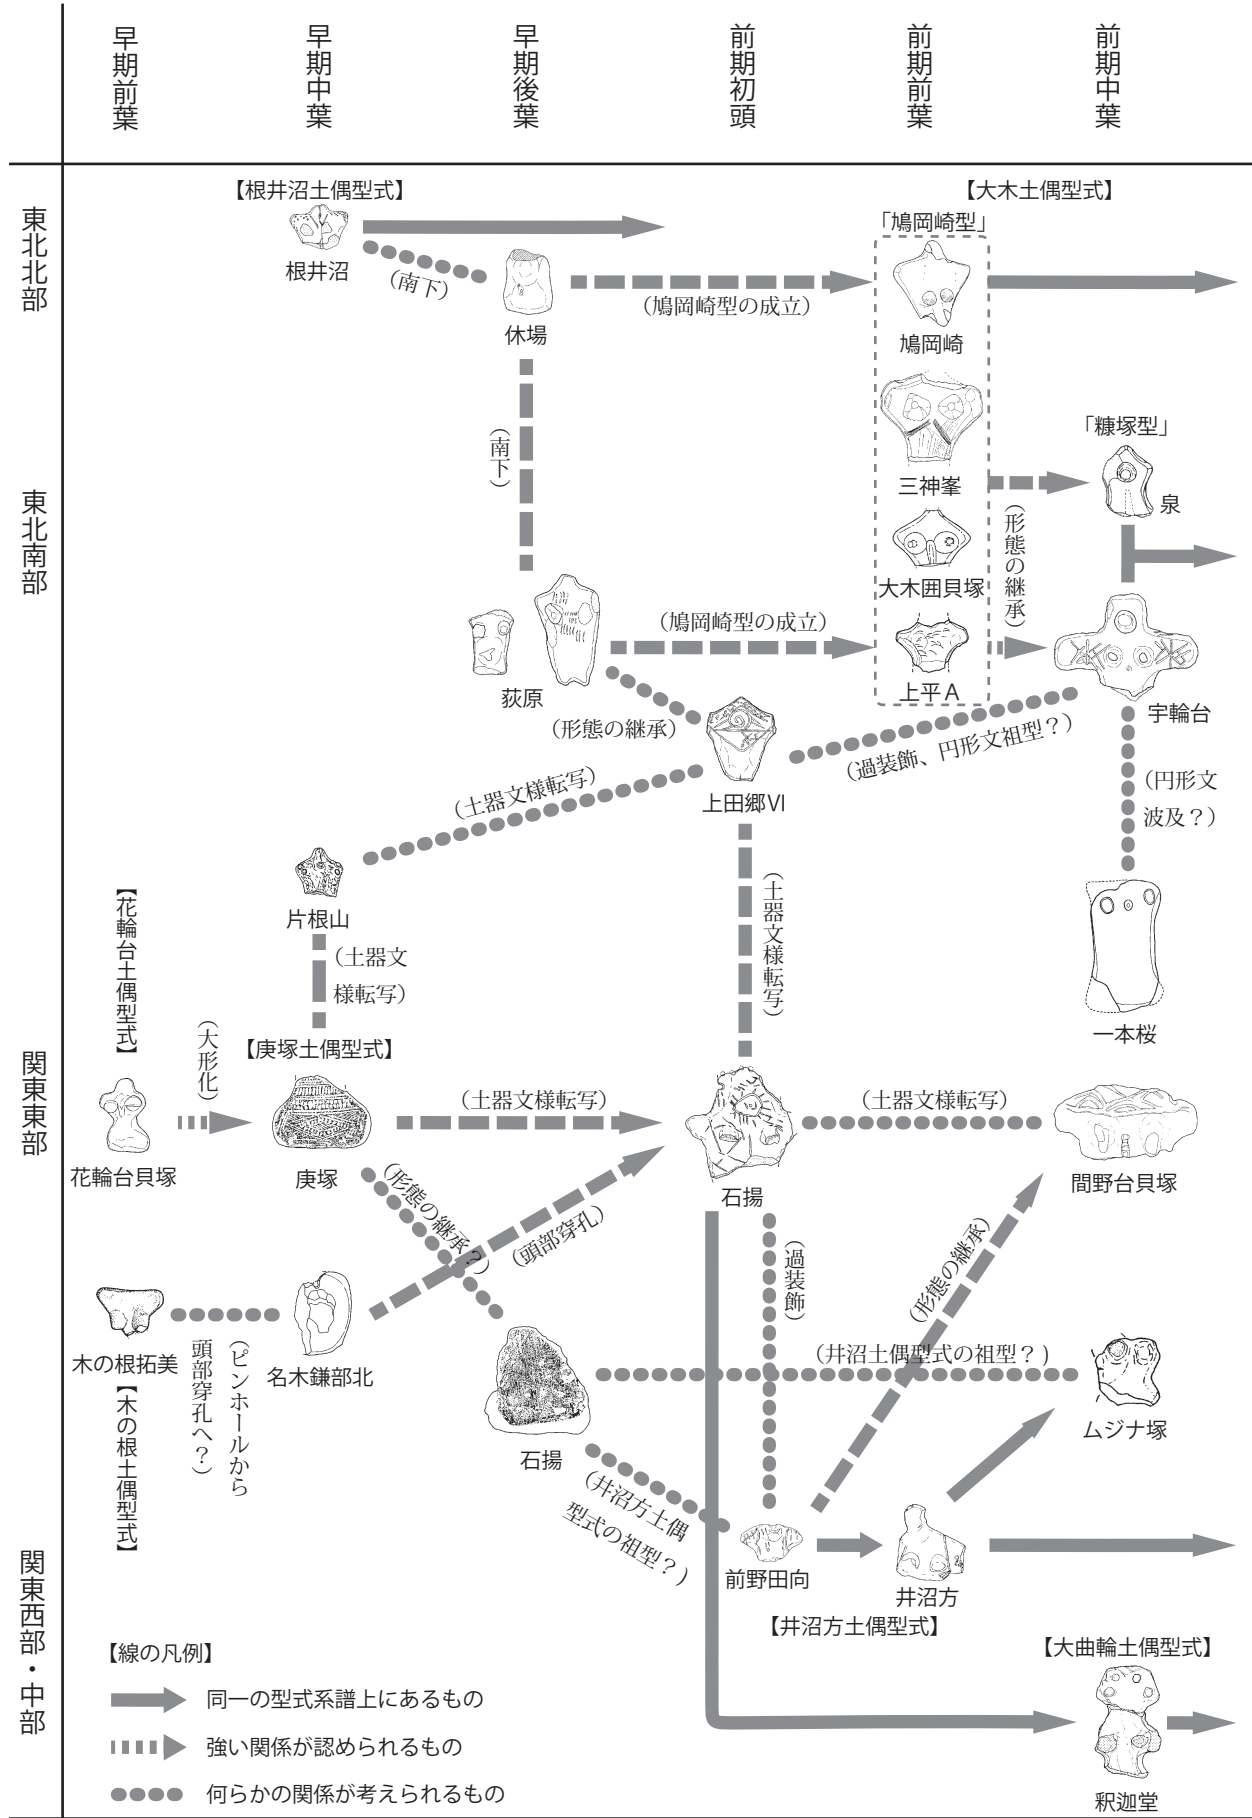 早期前葉
早期中葉
早期後葉
前期初頭
前期前葉
前期中葉
東北北部
東北南部
関東東部
関東西部・中部
【根井沼土偶型式】
根井沼
（南下）
休場
（鳩岡崎型の成立）
【大木土偶型式】
「鳩岡崎型」
鳩岡崎
三神峯
大木囲貝塚
上平A
（南下）
「糠塚型」
泉
（形態の継承）
荻原
（鳩岡崎型の成立）
（形態の継承）
宇輪台
上田郷Ⅵ
（過装飾、円形文祖型？）
（円形文
波及？）
（土器文様転写）
片根山
（土器文
様転写）
（土器文様転写）
一本桜
【花輪台土偶型式】
花輪台貝塚
（大形化）
【庚塚土偶型式】
庚塚
（土器文様転写）
石揚
（土器文様転写）
間野台貝塚
（形態の継承？）
（頭部穿孔）
（過装飾）
（形態の継承）
木の根拓美
【木の根土偶型式】
（ピンホールから
頭部穿孔へ？）
名木鎌部北
石揚
（井沼土偶型式の祖型？）
ムジナ塚
（井沼方土偶
型式の祖型？）
前野田向
井沼方
【井沼方土偶型式】
【大曲輪土偶型式】
釈迦堂
【線の凡例】
同一の型式系譜上にあるもの
強い関係が認められるもの
何らかの関係が考えられるもの